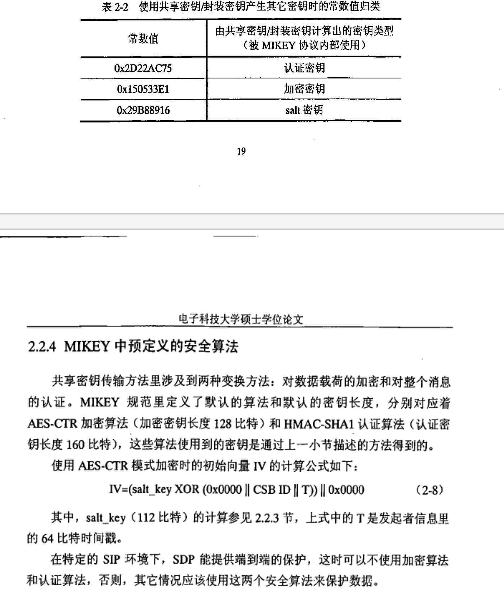 表 2-2 使用共享密钥/封装密钥产生其它密钥时的常数值归类
常数值
由共享密钥/封装密钥计算出的密钥类型
（被 MIKEY 协议内部使用）
0x2D22AC75 认证密钥
0x150533E1 加密密钥
0x29B88916 salt 密钥
19
电子科技大学硕士学位论文
2.2.4 MIKEY 中预定义的安全算法
共享密钥传输方法里涉及到两种变换方法：对数据载荷的加密和对整个消息
的认证。MIKEY 规范里定义了默认的算法和默认的密钥长度，分别对应着
AES-CTR 加密算法（加密密钥长度 128 比特）和 HMAC-SHA1 认证算法（认证密
钥长度 160 比特），这些算法使用到的密钥是通过上一小节描述的方法得到的。
使用 AES-CTR 模式加密时的初始向量 IV 的计算公式如下：
IV=(salt_key XOR (0x0000 || CSB ID || T)) || 0x0000 （2-8）
其中，salt_key（112 比特）的计算参见 2.2.3 节，上式中的 T 是发起者信息里
的 64 比特时间戳。
在特定的 SIP 环境下，SDP 能提供端到端的保护，这时可以不使用加密算法
和认证算法，否则，其它情况应该使用这两个安全算法来保护数据。